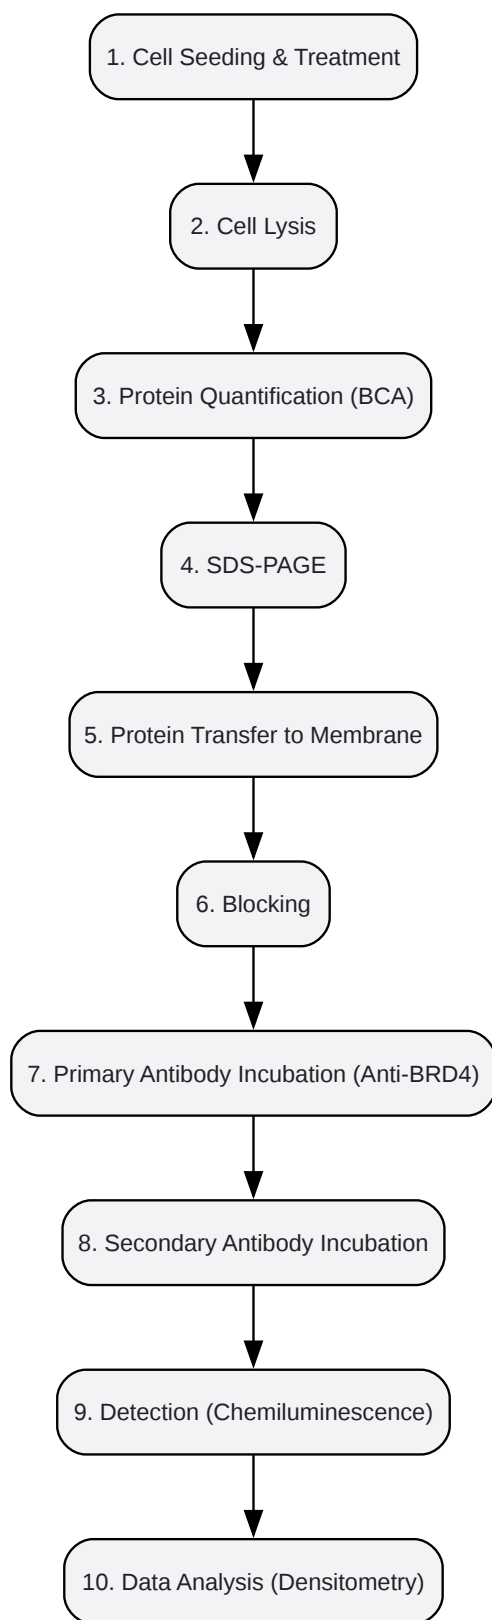 1. Cell Seeding & Treatment
2. Cell Lysis
3. Protein Quantification (BCA)
4. SDS-PAGE
5. Protein Transfer to Membrane
6. Blocking
7. Primary Antibody Incubation (Anti-BRD4)
8. Secondary Antibody Incubation
9. Detection (Chemiluminescence)
10. Data Analysis (Densitometry)